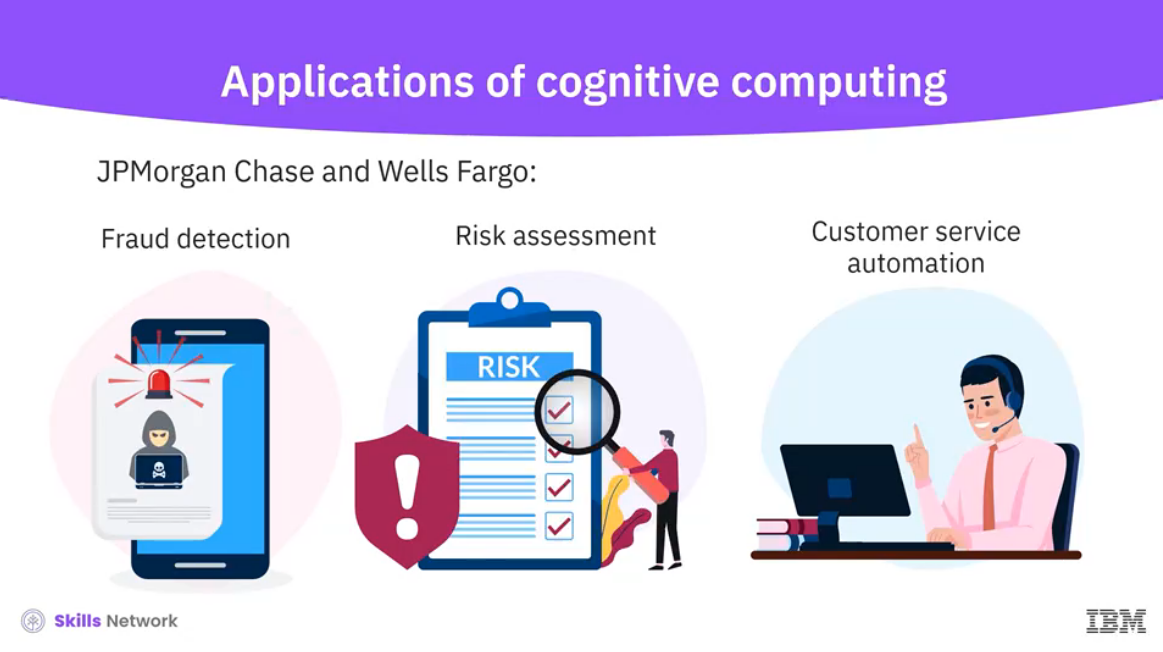 Applications of cognitive computing
JPMorgan Chase and Wells Fargo:
Fraud detection
Risk assessment
Customer service
automation
RISK
Skills Network
IBM